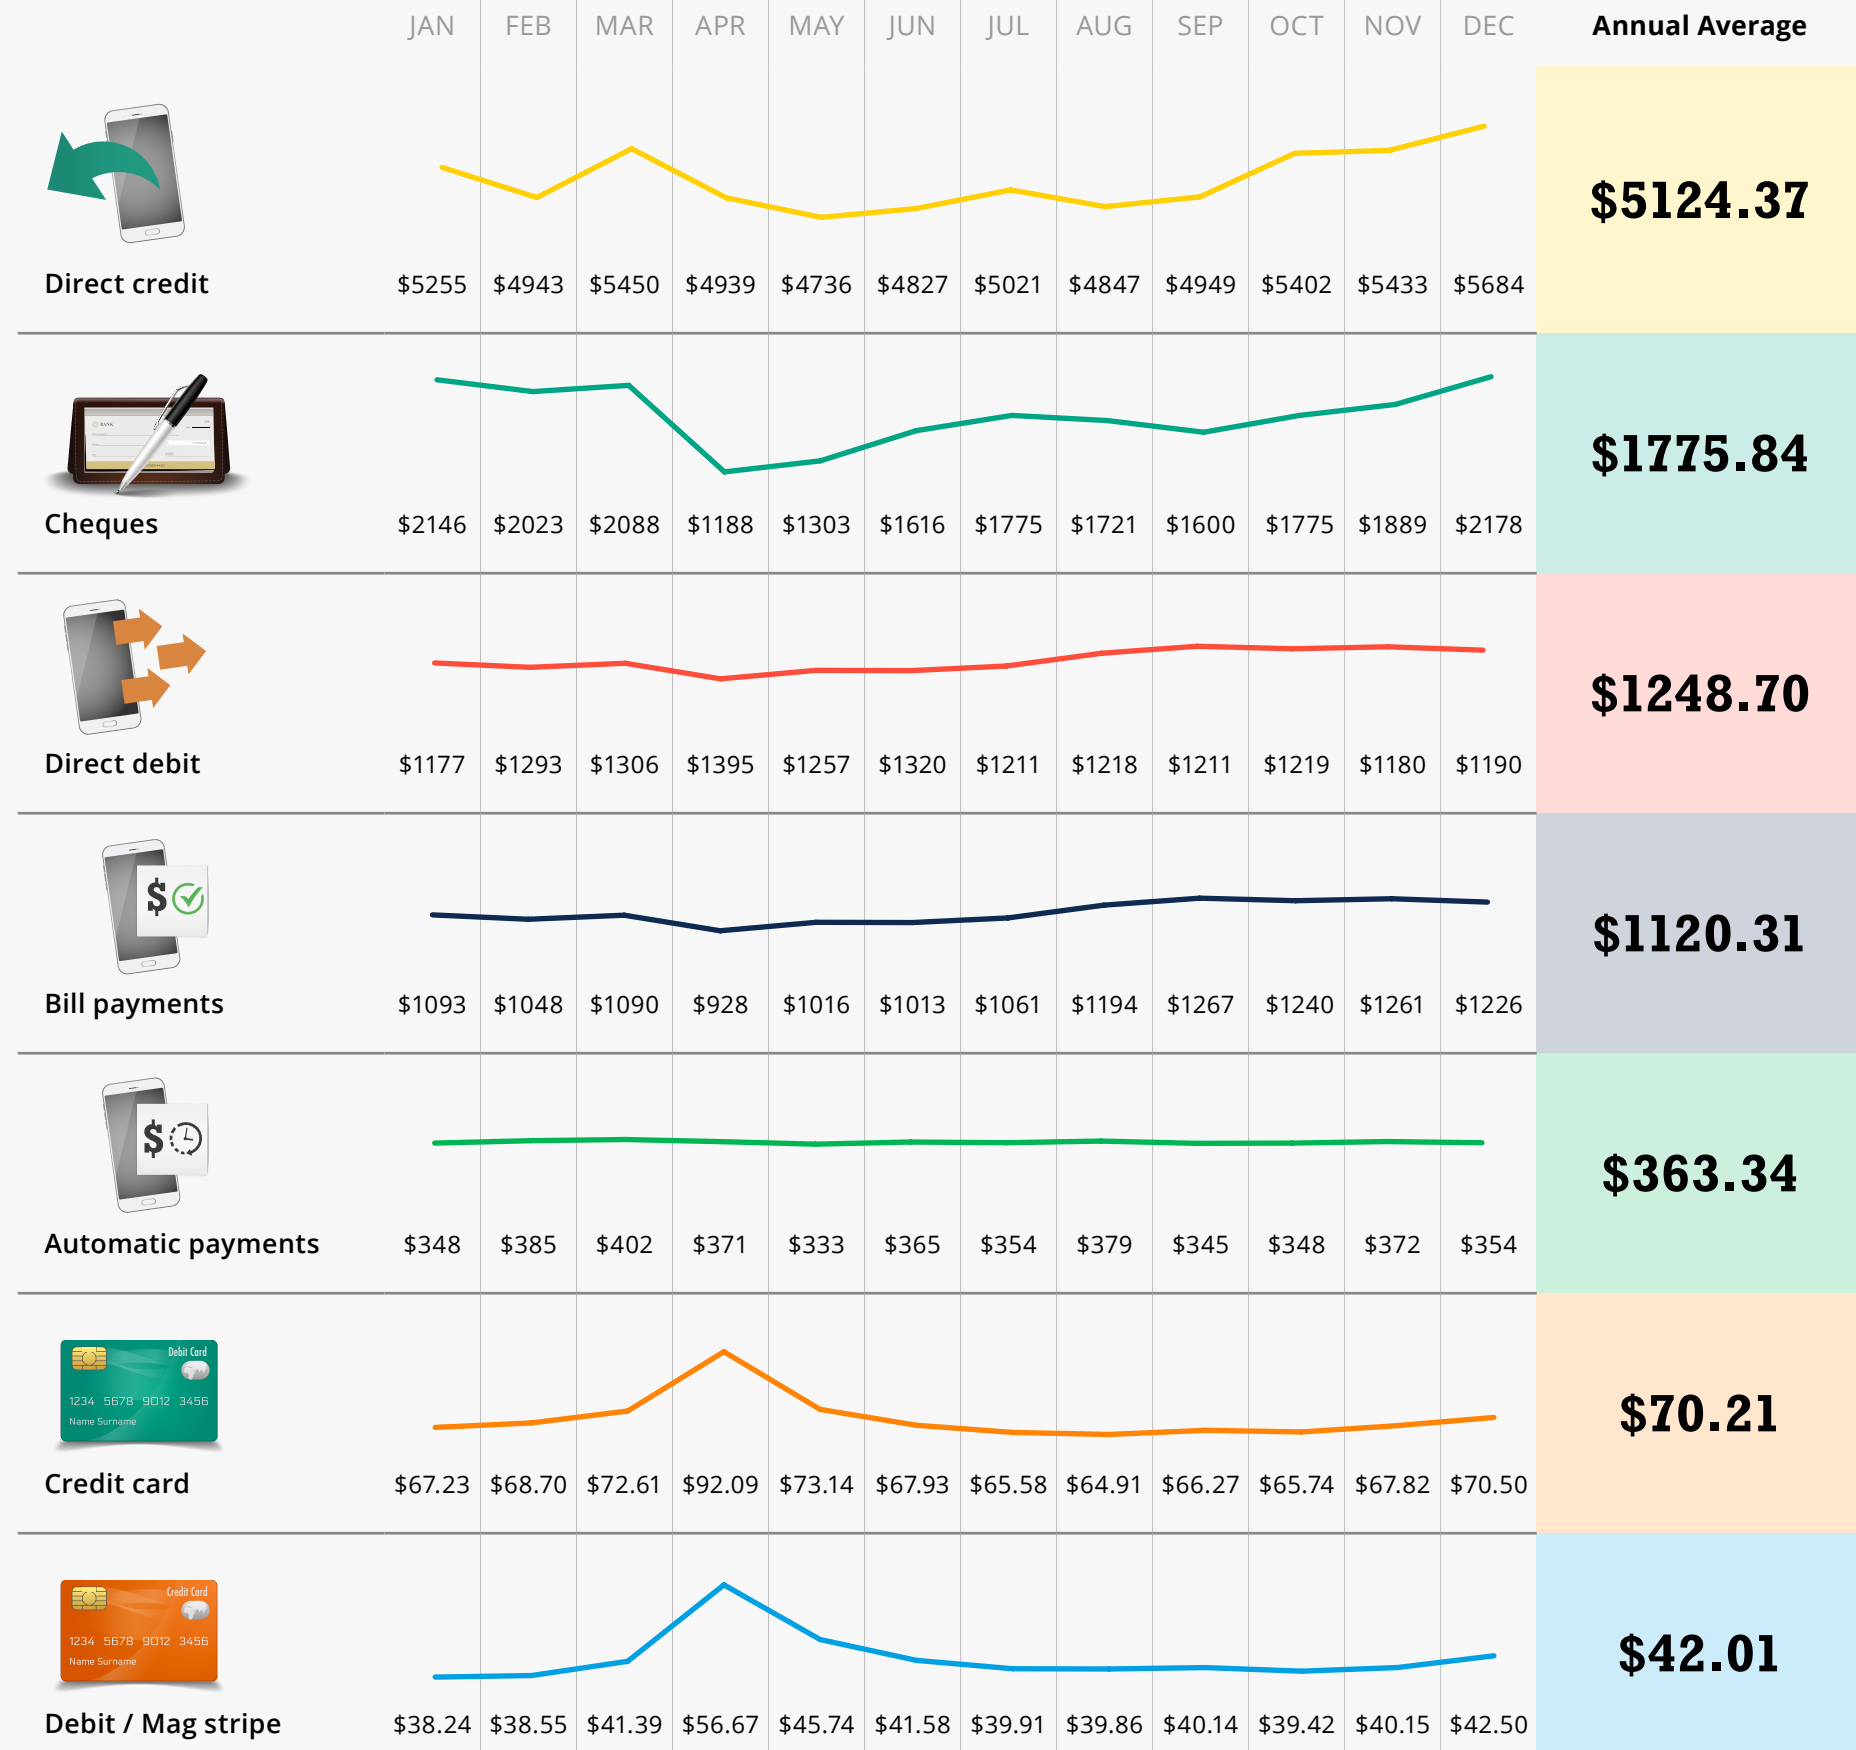 JAN FEB MAR APR MAY JUN JUL AUG SEP OCT NOV DEC Annual Average
$5124.37
Direct credit $5255 $4943 $5450 $4939 $4736 $4827 $5021 $4847 $4949 $5402 $5433 $5684
BANK
$1775.84
Cheques $2146 $2023 $2088 $1188 $1303 $1616 $1775 $1721 $1600 $1775 $1889 $2178
$1248.70
Direct debit $1177 $1293 $1306 $1395 $1257 $1320 $1211 $1218 $1211 $1219 $1180 $1190
$
$1120.31
Bill payments $1093 $1048 $1090 $928 $1016 $1013 $1061 $1194 $1267 $1240 $1261 $1226
$
$363.34
Automatic payments $348 $385 $402 $371 $333 $365 $354 $379 $345 $348 $372 $354
Debit Card
1234 5678 9012 3456
Name Surname
$70.21
Credit card $67.23 $68.70 $72.61 $92.09 $73.14 $67.93 $65.58 $64.91 $66.27 $65.74 $67.82 $70.50
Credit Card
1234 5678 9012 3456
Name Surname
$42.01
Debit / Mag stripe $38.24 $38.55 $41.39 $56.67 $45.74 $41.58 $39.91 $39.86 $40.14 $39.42 $40.15 $42.50